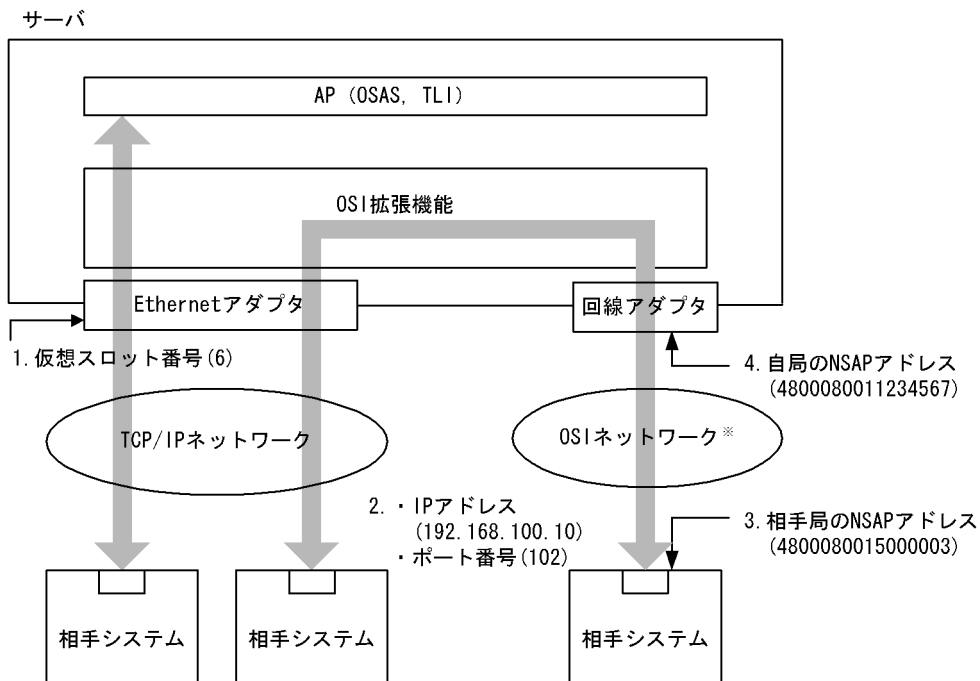 サーバ
AP（OSAS, TLI）
OSI拡張機能
Ethernetアダプタ
回線アダプタ
1. 仮想スロット番号(6)
4. 自局のNSAPアドレス
(4800080011234567)
TCP/IPネットワーク
OSIネットワーク※
2. ・IPアドレス
(192.168.100.10)
・ポート番号(102)
3. 相手局のNSAPアドレス
(4800080015000003)
相手システム
相手システム
相手システム